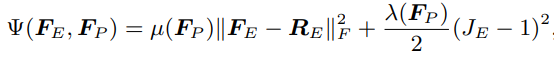 Ψ(F_E, F_P) = μ(F_P)‖F_E − R_E‖_F^2 + λ(F_P)/2 (J_E − 1)^2,